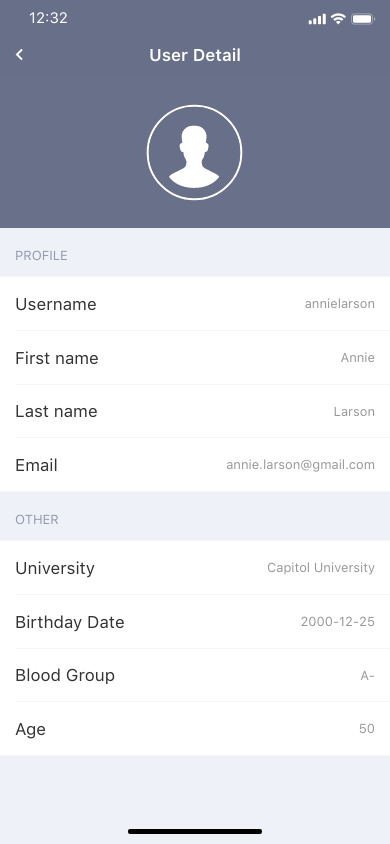 12:32
User Detail
PROFILE
Username annielarson
First name Annie
Last name Larson
Email annie.larson@gmail.com
OTHER
University Capitol University
Birthday Date 2000-12-25
Blood Group A-
Age 50